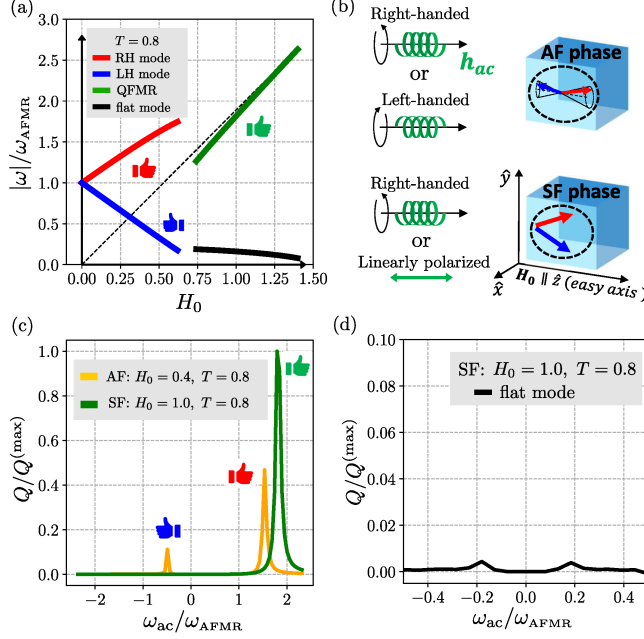 (a)
3.0
2.5
2.0
1.5
1.0
0.5
0.0
|ω|/ω_AFMR
T = 0.8
RH mode
LH mode
QFMR
flat mode
0.00 0.25 0.50 0.75 1.00 1.25 1.50
H₀
(b)
Right-handed
h_ac
or
Left-handed
AF phase
Right-handed
or
Linearly polarized
ŷ
SF phase
x̂
H₀ ∥ ẑ (easy axis)
(c)
1.0
0.8
0.6
0.4
0.2
0.0
Q/Q^(max)
AF: H₀ = 0.4, T = 0.8
SF: H₀ = 1.0, T = 0.8
−2 −1 0 1 2
ω_ac/ω_AFMR
(d)
0.10
0.08
0.06
0.04
0.02
0.00
Q/Q^(max)
SF: H₀ = 1.0, T = 0.8
flat mode
−0.4 −0.2 0.0 0.2 0.4
ω_ac/ω_AFMR